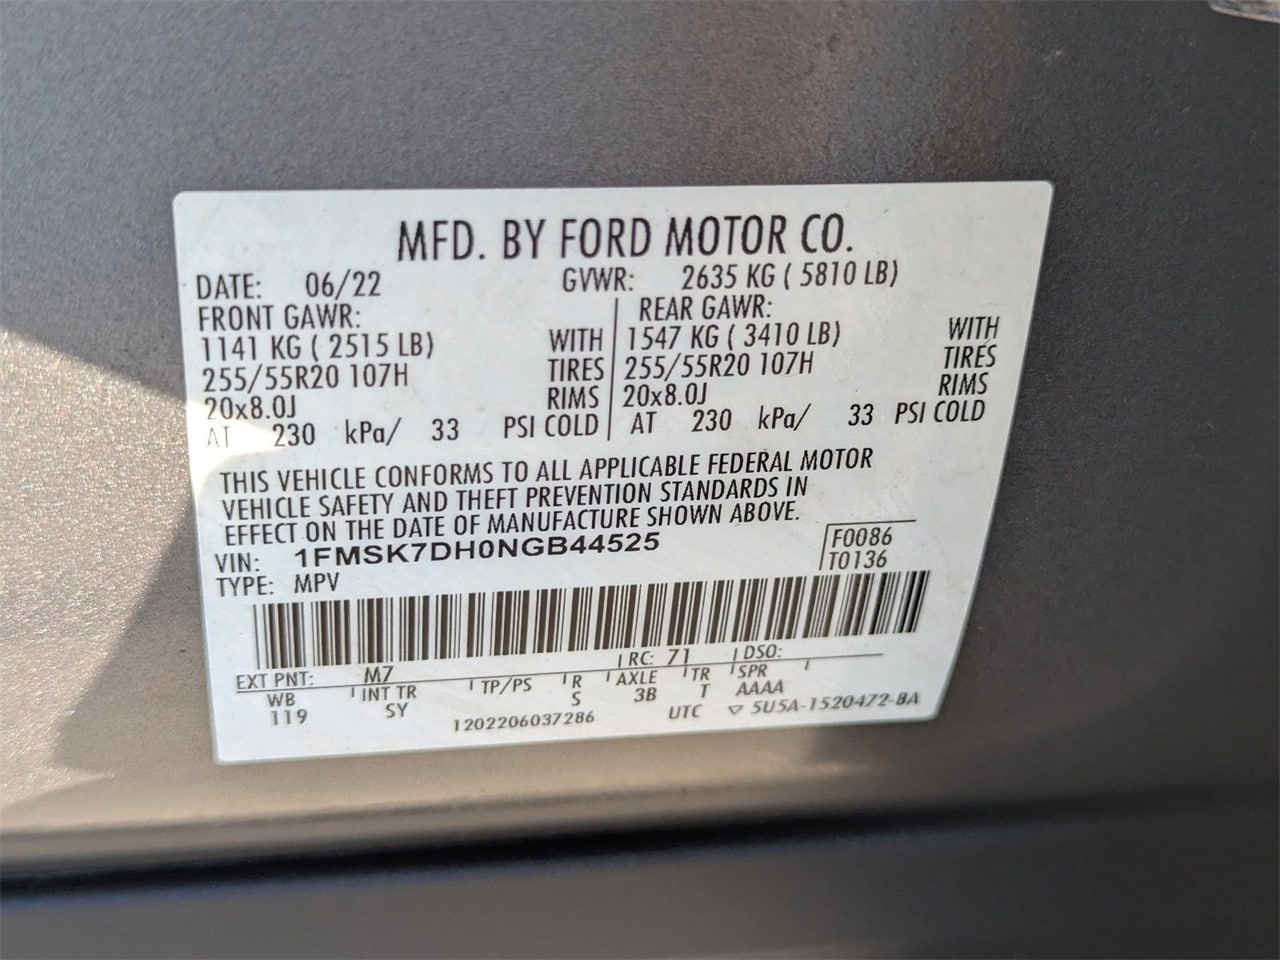 MFD. BY FORD MOTOR CO.
DATE: 06/22 GVWR: 2635 KG ( 5810 LB)
FRONT GAWR: REAR GAWR:
1141 KG ( 2515 LB) WITH 1547 KG ( 3410 LB) WITH
255/55R20 107H TIRES 255/55R20 107H TIRES
20x8.0J RIMS 20x8.0J RIMS
AT 230 kPa/ 33 PSI COLD AT 230 kPa/ 33 PSI COLD
THIS VEHICLE CONFORMS TO ALL APPLICABLE FEDERAL MOTOR
VEHICLE SAFETY AND THEFT PREVENTION STANDARDS IN
EFFECT ON THE DATE OF MANUFACTURE SHOWN ABOVE.
VIN: 1FMSK7DH0NGB44525 F0086
TYPE: MPV T0136
EXT PNT: M7 RC: 71 DSO:
WB INT TR TP/PS R AXLE TR SPR
119 SY S 3B T AAAA
1202206037286 UTC ▽ 5U5A-1520472-BA